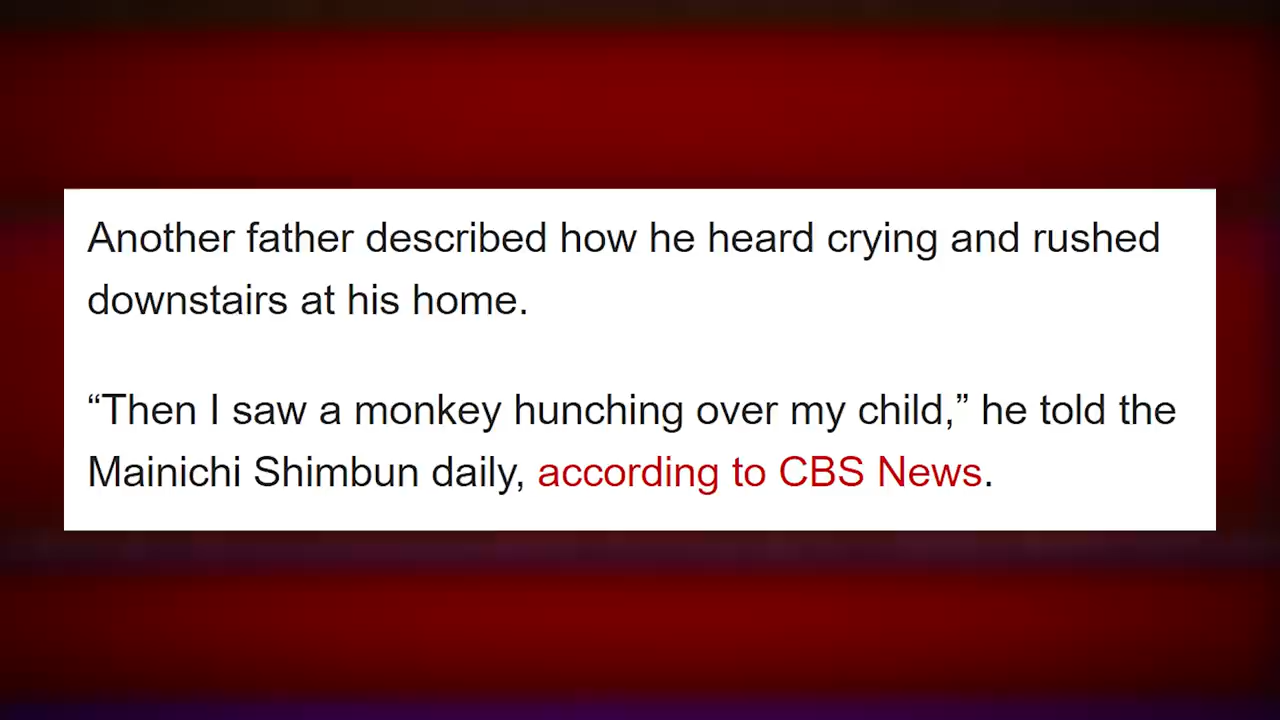 Another father described how he heard crying and rushed
downstairs at his home.
“Then I saw a monkey hunching over my child,” he told the
Mainichi Shimbun daily, according to CBS News.